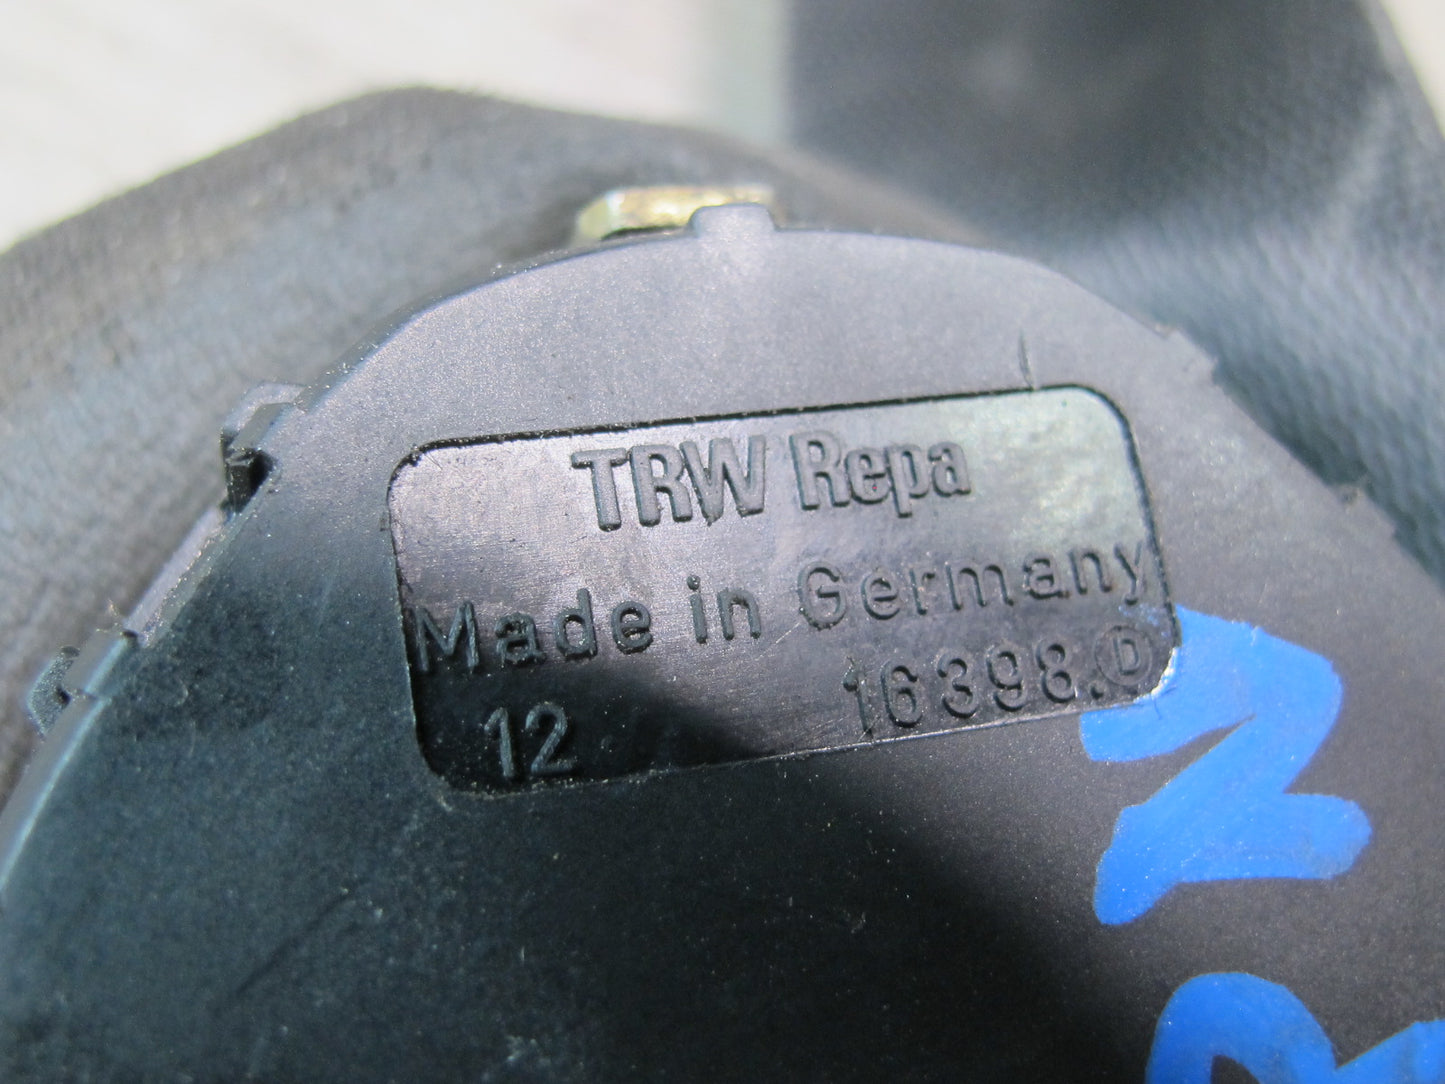 TRW Repa
Made in Germany
12 16398.D